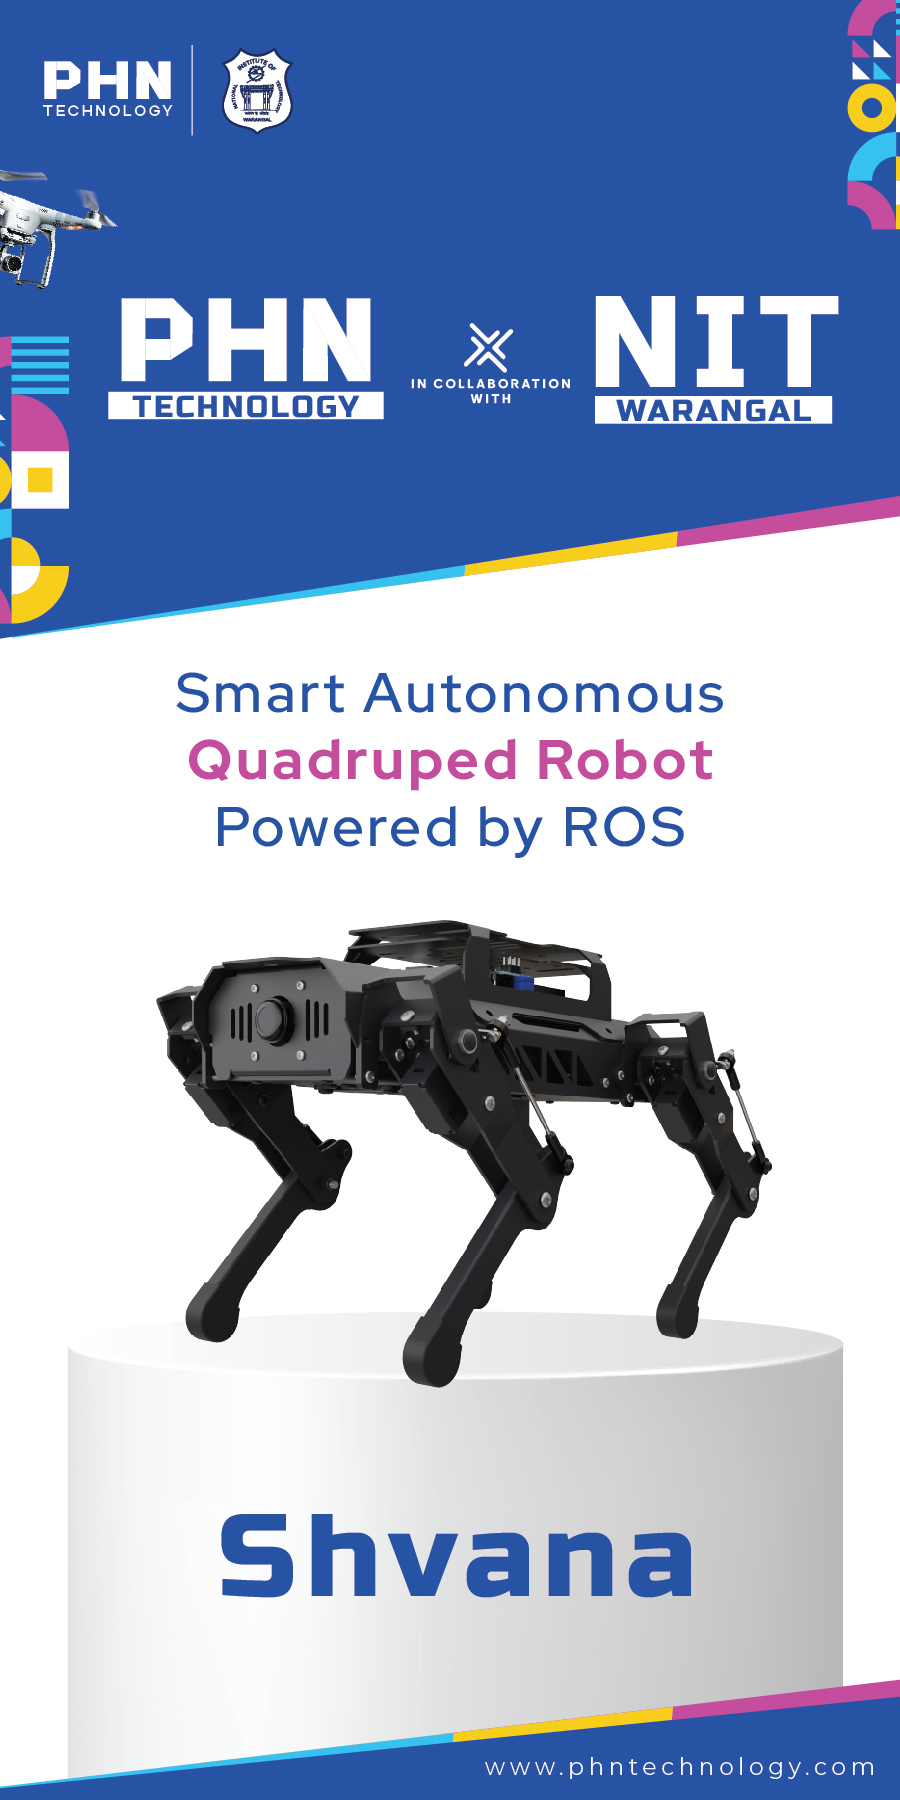 PHN
TECHNOLOGY
NATIONAL INSTITUTE OF TECHNOLOGY
WARANGAL
PHN
TECHNOLOGY
IN COLLABORATION
WITH
NIT
WARANGAL
Smart Autonomous
Quadruped Robot
Powered by ROS
Shvana
www.phntechnology.com